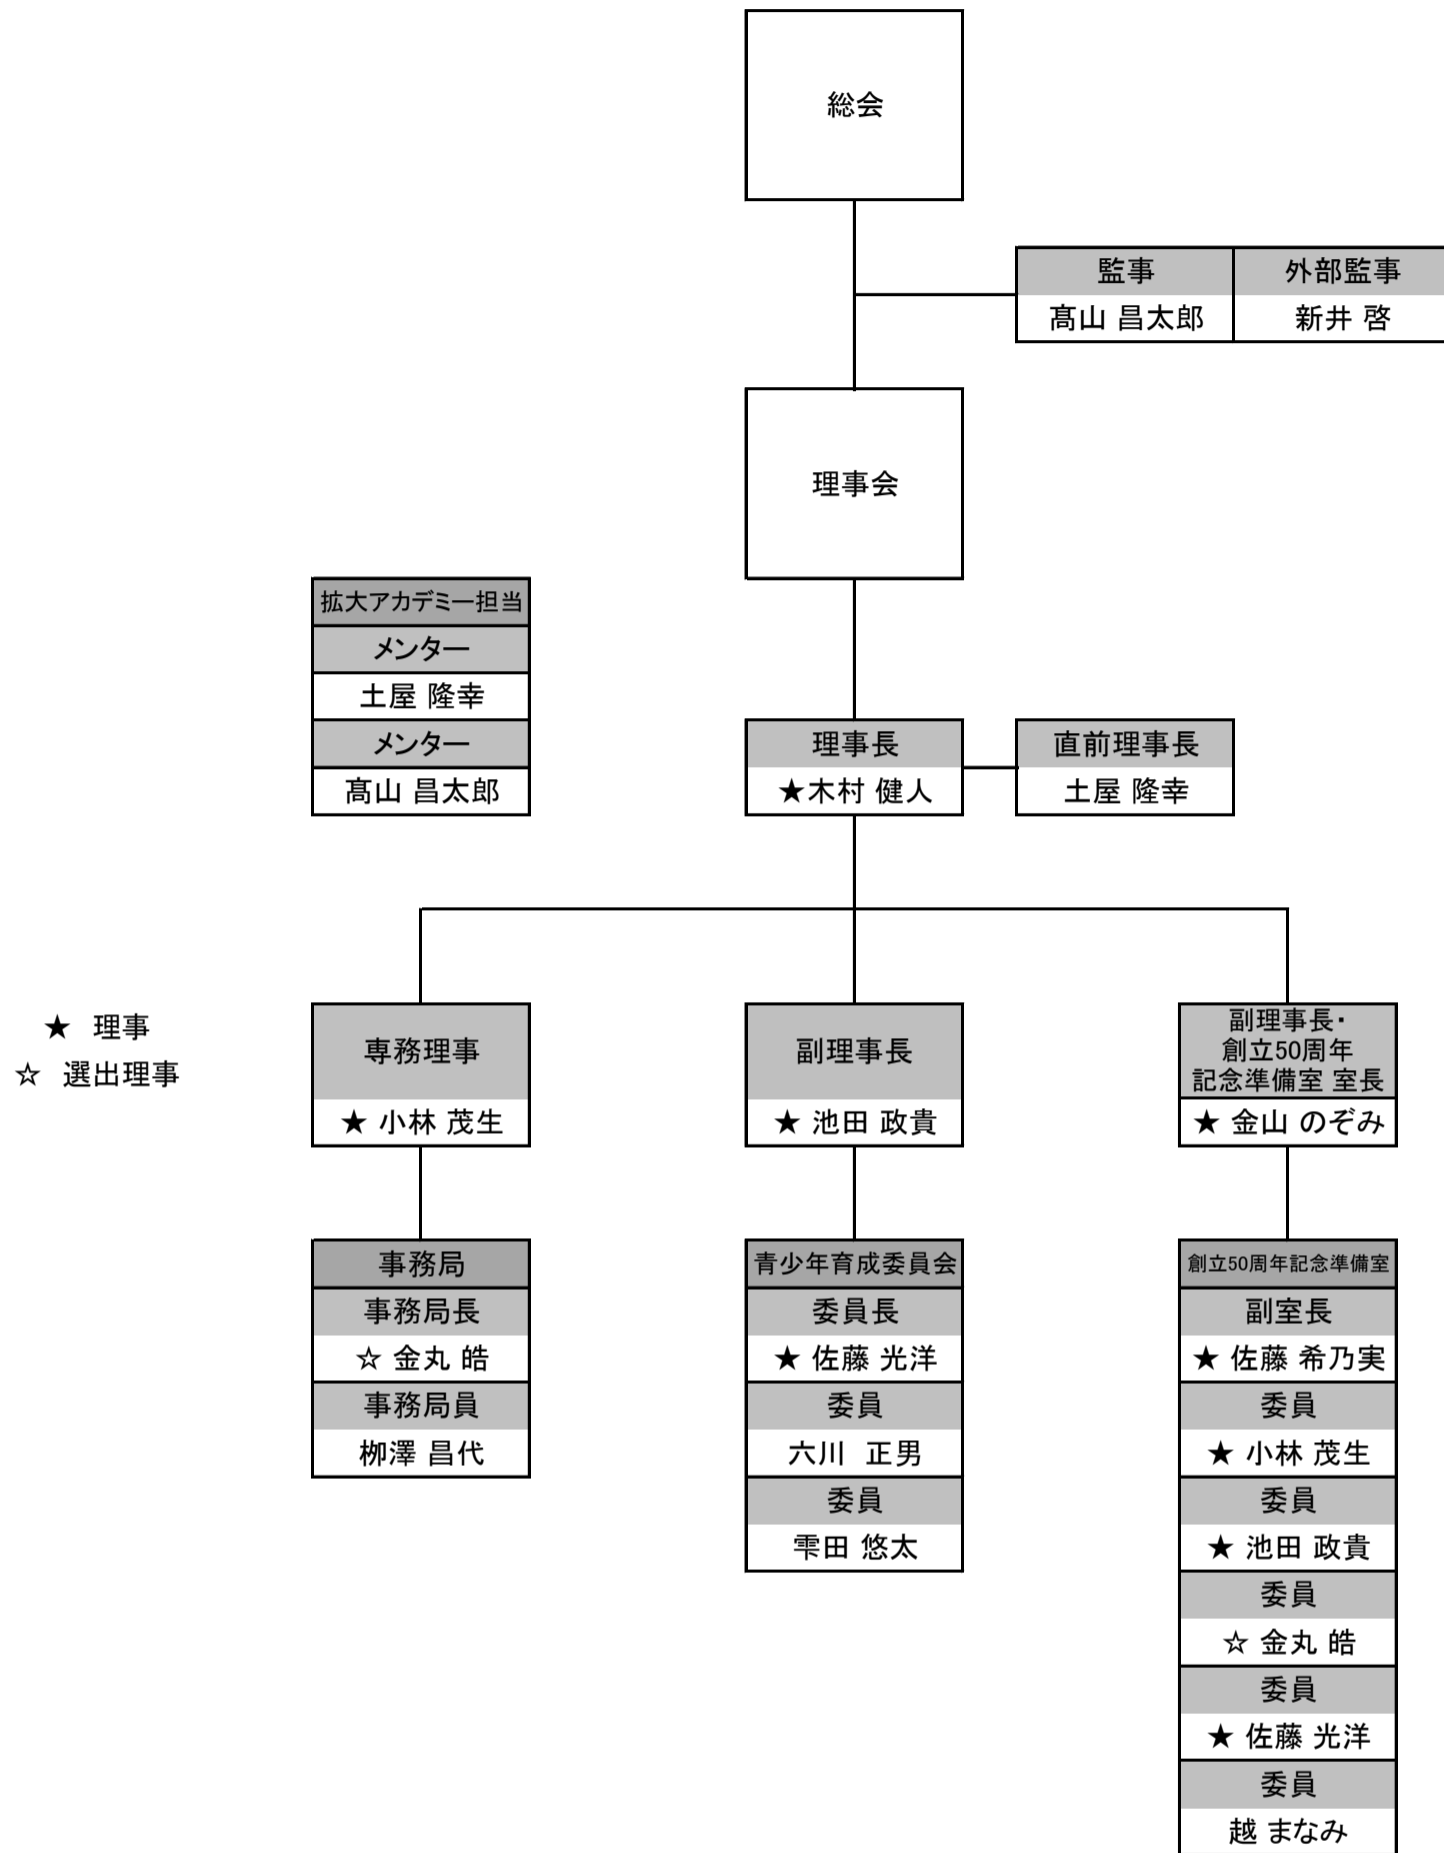 総会
監事
外部監事
髙山 昌太郎
新井 啓
理事会
拡大アカデミー担当
メンター
土屋 隆幸
メンター
髙山 昌太郎
理事長
★木村 健人
直前理事長
土屋 隆幸
★ 理事
☆ 選出理事
専務理事
★ 小林 茂生
副理事長
★ 池田 政貴
副理事長・
創立50周年
記念準備室 室長
★ 金山 のぞみ
事務局
事務局長
☆ 金丸 皓
事務局員
栁澤 昌代
青少年育成委員会
委員長
★ 佐藤 光洋
委員
六川 正男
委員
雫田 悠太
創立50周年記念準備室
副室長
★ 佐藤 希乃実
委員
★ 小林 茂生
委員
★ 池田 政貴
委員
☆ 金丸 皓
委員
★ 佐藤 光洋
委員
越 まなみ